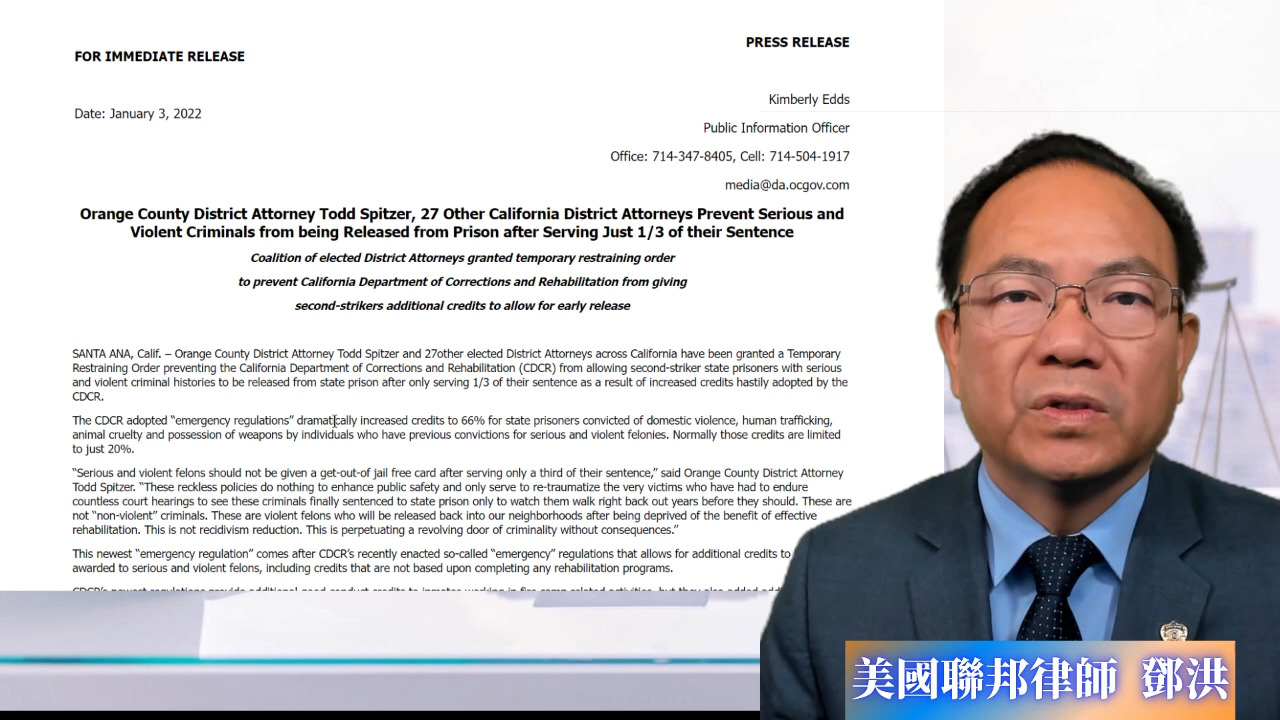 PRESS RELEASE
FOR IMMEDIATE RELEASE
Kimberly Edds
Date: January 3, 2022
Public Information Officer
Office: 714-347-8405, Cell: 714-504-1917
media@da.ocgov.com
Orange County District Attorney Todd Spitzer, 27 Other California District Attorneys Prevent Serious and
Violent Criminals from being Released from Prison after Serving Just 1/3 of their Sentence
Coalition of elected District Attorneys granted temporary restraining order
to prevent California Department of Corrections and Rehabilitation from giving
second-strikers additional credits to allow for early release
SANTA ANA, Calif. – Orange County District Attorney Todd Spitzer and 27other elected District Attorneys across California have been granted a Temporary
Restraining Order preventing the California Department of Corrections and Rehabilitation (CDCR) from allowing second-striker state prisoners with serious
and violent criminal histories to be released from state prison after only serving 1/3 of their sentence as a result of increased credits hastily adopted by the
CDCR.
The CDCR adopted “emergency regulations” dramatically increased credits to 66% for state prisoners convicted of domestic violence, human trafficking,
animal cruelty and possession of weapons by individuals who have previous convictions for serious and violent felonies. Normally those credits are limited
to just 20%.
“Serious and violent felons should not be given a get-out-of jail free card after serving only a third of their sentence,” said Orange County District Attorney
Todd Spitzer. “These reckless policies do nothing to enhance public safety and only serve to re-traumatize the very victims who have had to endure
countless court hearings to see these criminals finally sentenced to state prison only to watch them walk right back out years before they should. These are
not “non-violent” criminals. These are violent felons who will be released back into our neighborhoods after being deprived of the benefit of effective
rehabilitation. This is not recidivism reduction. This is perpetuating a revolving door of criminality without consequences.”
This newest “emergency regulation” comes after CDCR’s recently enacted so-called “emergency” regulations that allows for additional credits to
awarded to serious and violent felons, including credits that are not based upon completing any rehabilitation programs.
美國聯邦律師 鄧洪